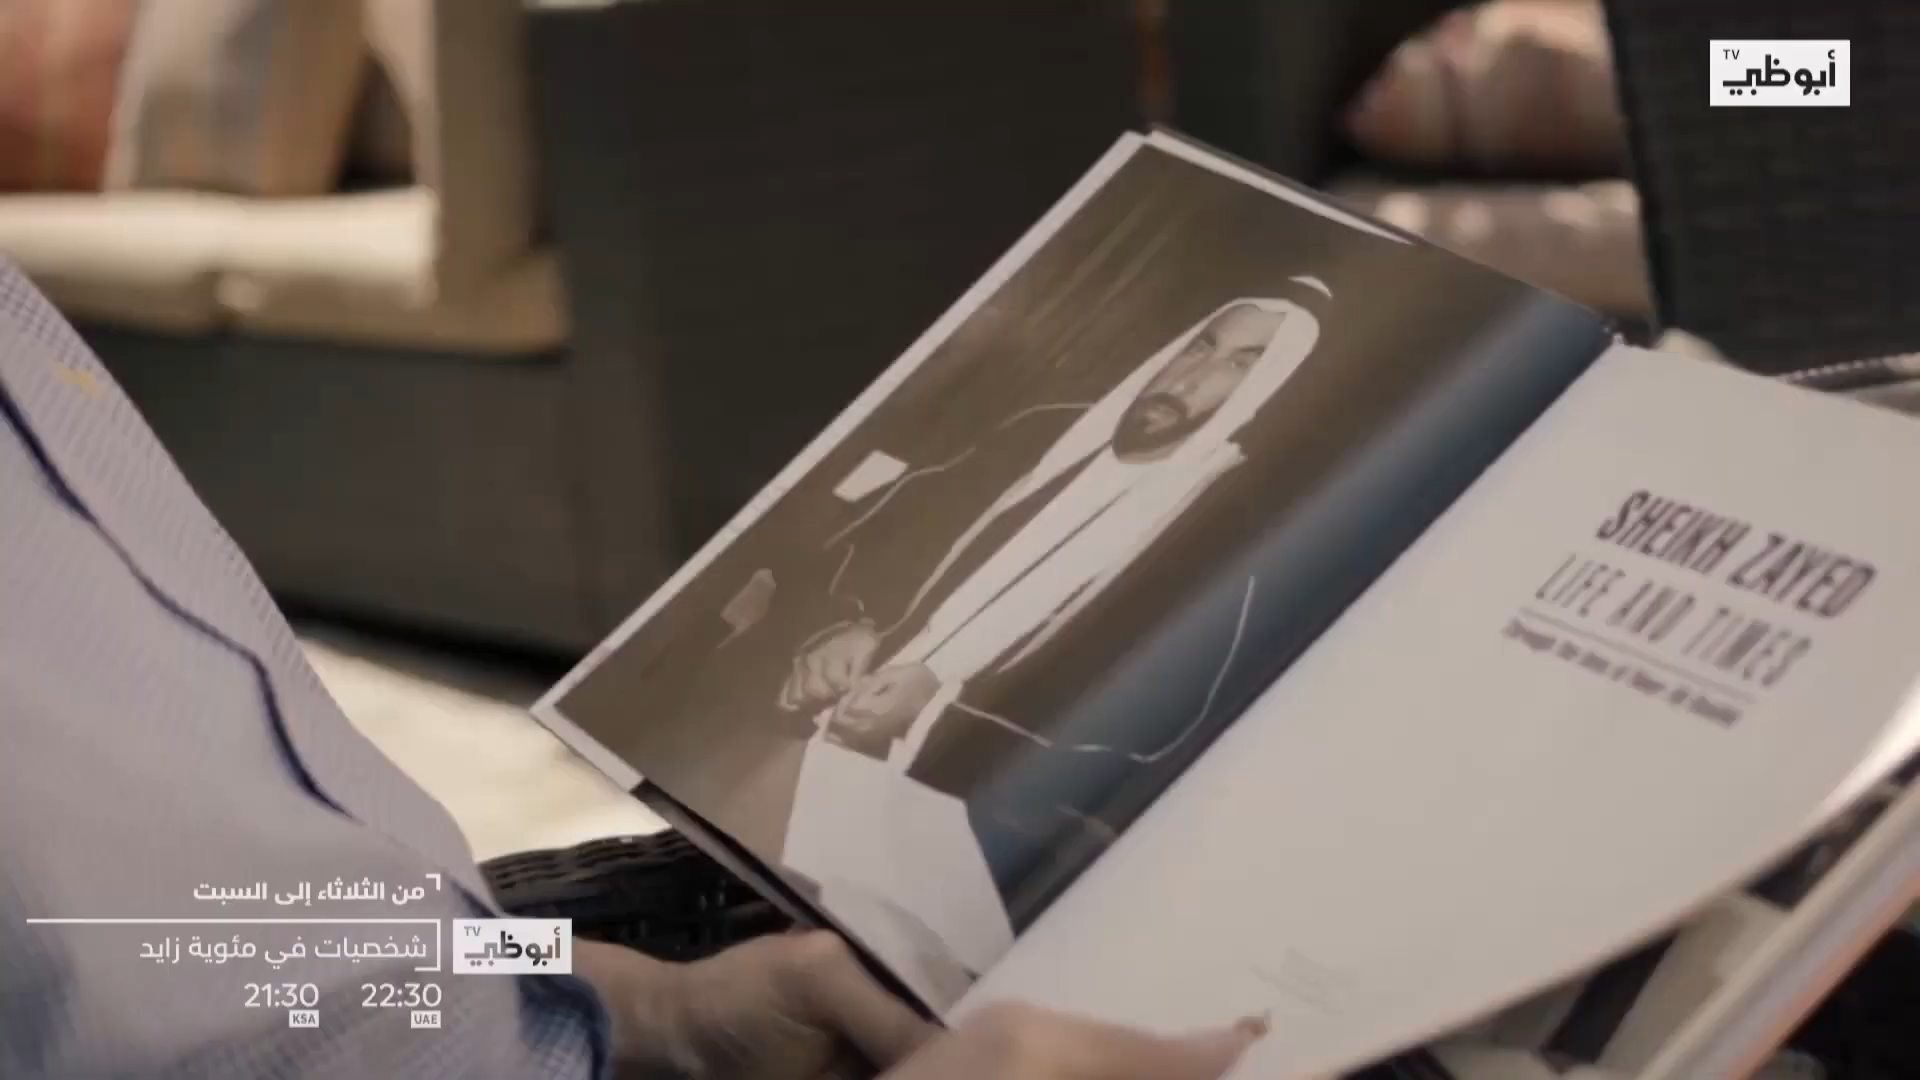 TV
أبوظبي
SHEIKH ZAYED
LIFE AND TIMES
من الثلاثاء إلى السبت
شخصيات في مئوية زايد
TV
أبوظبي
22:30 21:30
UAE KSA